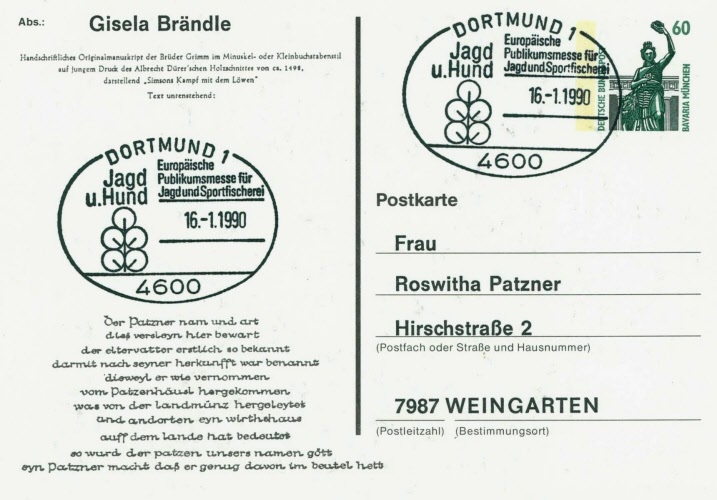 Abs.: Gisela Brändle
Handschriftliches Originalmanuskript der Brüder Grimm im Minuskel- oder Kleinbuchstabenstil
auf jungem Druck des Albrecht Dürer'schen Holzschnittes von ca. 1498,
darstellend „Simsons Kampf mit dem Löwen"
Text untenstehend:
DORTMUND 1
Jagd
u.Hund
Europäische
Publikumsmesse für
Jagd und Sportfischerei
16.-1.1990
4600
Der Patzner nam und art
dies versleyn hier bewart
der eltervatter erstlich so bekannt
darmit nach seyner herkunfft war benannt
dieweyl er wie vernommen
vom Patzenhäusl hergekommen
was von der landmünz hergeleytet
und andorten eyn wirthshaus
auff dem lande hat bedeutet
so wurd der patzen unsers namen gött
eyn Patzner macht daß er genug davon im beutel hett
DORTMUND 1
Jagd
u.Hund
Europäische
Publikumsmesse für
Jagd und Sportfischerei
16.-1.1990
4600
60
DEUTSCHE BUNDESPOST
BAVARIA MÜNCHEN
Postkarte
Frau
Roswitha Patzner
Hirschstraße 2
(Postfach oder Straße und Hausnummer)
7987 WEINGARTEN
(Postleitzahl) (Bestimmungsort)